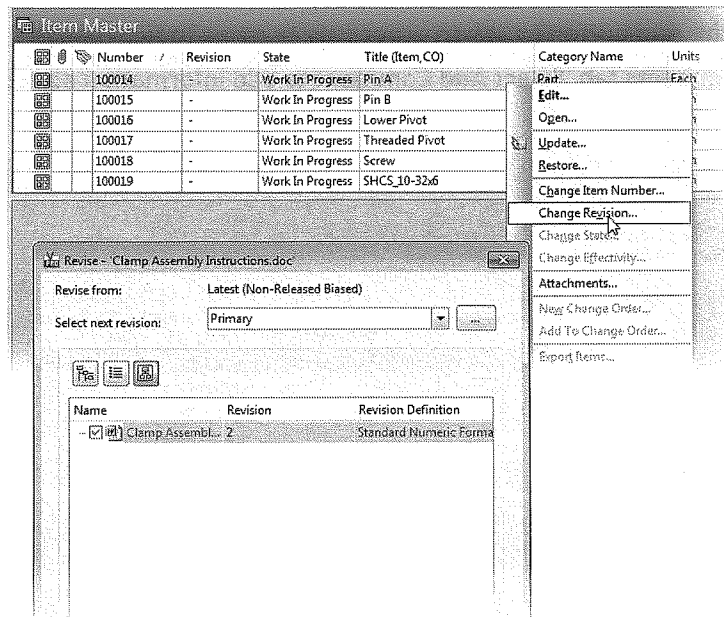 Item Master
Number / Revision State Title (Item,CO) Category Name Units
100014 - Work In Progress Pin A Part Each
100015 - Work In Progress Pin B
100016 - Work In Progress Lower Pivot
100017 - Work In Progress Threaded Pivot
100018 - Work In Progress Screw
100019 - Work In Progress SHCS_10-32x6
Edit...
Open...
Update...
Restore...
Change Item Number...
Change Revision...
Change State...
Change Effectivity...
Attachments...
New Change Order...
Add To Change Order...
Export Items...
Revise - 'Clamp Assembly Instructions.doc'
Revise from: Latest (Non-Released Biased)
Select next revision: Primary ...
Name Revision Revision Definition
Clamp Assembl... 2 Standard Numeric Forma